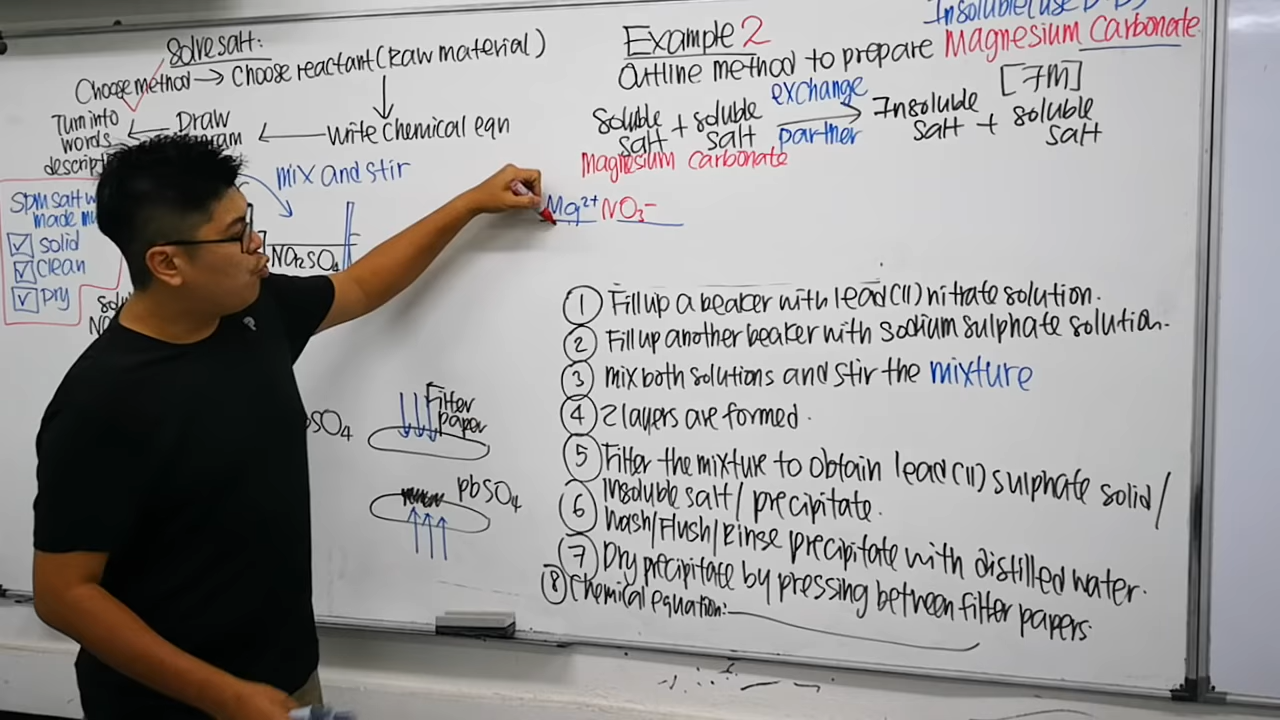 Solve salt:
Choose method → Choose reactant (Raw material)
Turn into
words
descript
← Draw
gram
← Write Chemical eqn
mix and stir
SPM salt
made
☑ solid
☑ clean
☑ Dry
Na₂SO₄
Filter
paper
SO₄
PbSO₄
Insoluble (use
Example 2
Outline method to prepare Magnesium Carbonate
[7M]
Soluble salt + soluble salt exchange partner → Insoluble salt + soluble salt
Magnesium carbonate
Mg²⁺ NO₃⁻
① Fill up a beaker with lead(II) nitrate solution.
② Fill up another beaker with sodium sulphate solution.
③ mix both solutions and stir the mixture
④ 2 layers are formed.
⑤ Filter the mixture to obtain lead(II) sulphate solid/
Insoluble salt/precipitate.
⑥ Wash/Flush/Rinse precipitate with distilled water.
⑦ Dry precipitate by pressing between filter papers
⑧ Chemical equation: